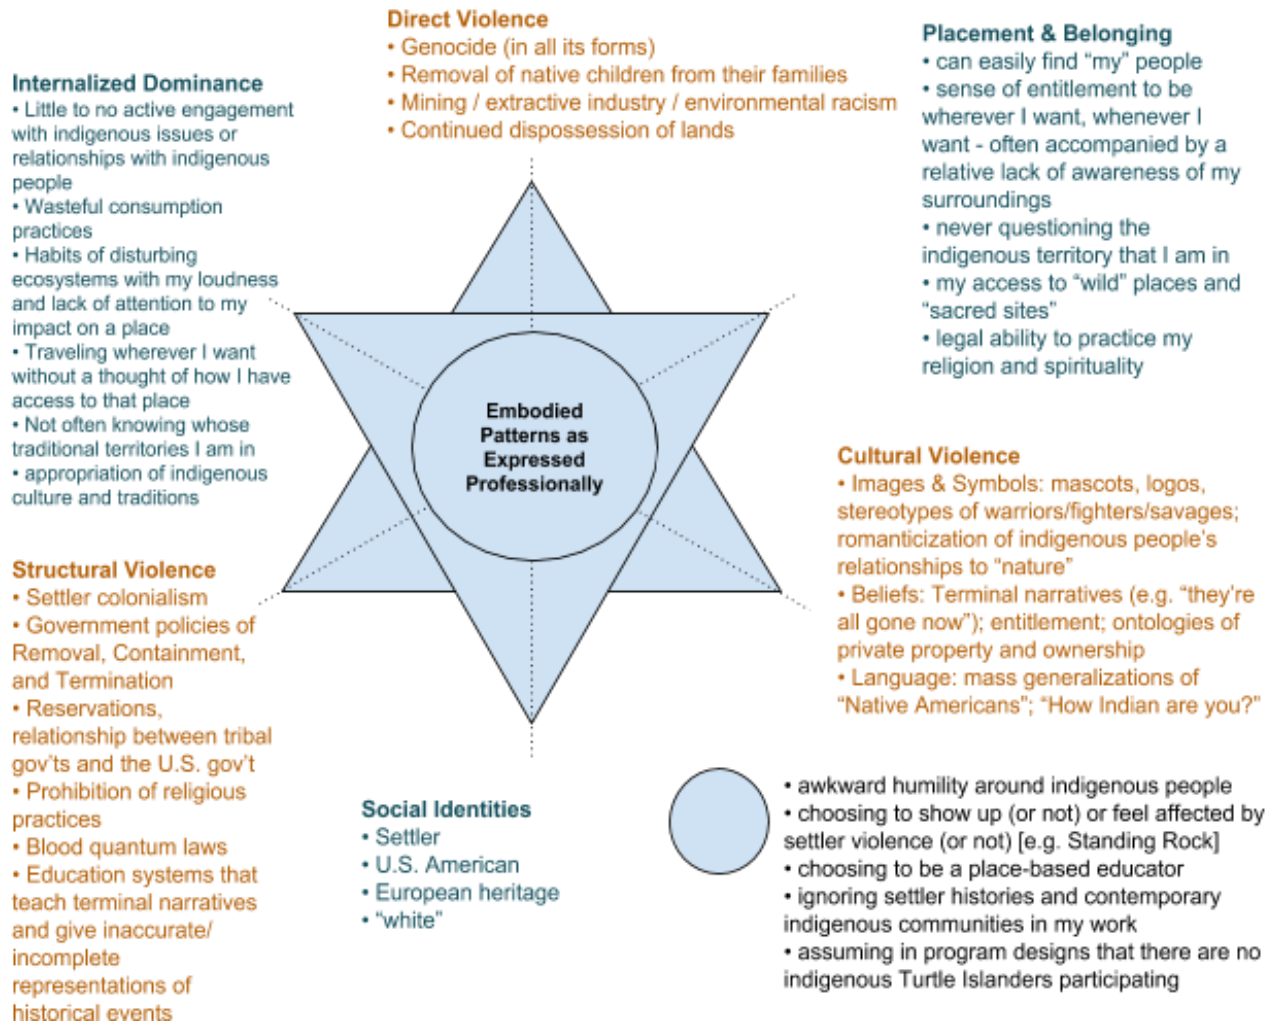 Direct Violence
• Genocide (in all its forms)
• Removal of native children from their families
• Mining / extractive industry / environmental racism
• Continued dispossession of lands
Placement & Belonging
• can easily find “my” people
• sense of entitlement to be
wherever I want, whenever I
want - often accompanied by a
relative lack of awareness of my
surroundings
• never questioning the
indigenous territory that I am in
• my access to “wild” places and
“sacred sites”
• legal ability to practice my
religion and spirituality
Internalized Dominance
• Little to no active engagement
with indigenous issues or
relationships with indigenous
people
• Wasteful consumption
practices
• Habits of disturbing
ecosystems with my loudness
and lack of attention to my
impact on a place
• Traveling wherever I want
without a thought of how I have
access to that place
• Not often knowing whose
traditional territories I am in
• appropriation of indigenous
culture and traditions
Embodied
Patterns as
Expressed
Professionally
Cultural Violence
• Images & Symbols: mascots, logos,
stereotypes of warriors/fighters/savages;
romanticization of indigenous people’s
relationships to “nature”
• Beliefs: Terminal narratives (e.g. “they’re
all gone now”); entitlement; ontologies of
private property and ownership
• Language: mass generalizations of
“Native Americans”; “How Indian are you?”
Structural Violence
• Settler colonialism
• Government policies of
Removal, Containment,
and Termination
• Reservations,
relationship between tribal
gov’ts and the U.S. gov’t
• Prohibition of religious
practices
• Blood quantum laws
• Education systems that
teach terminal narratives
and give inaccurate/
incomplete
representations of
historical events
Social Identities
• Settler
• U.S. American
• European heritage
• “white”
• awkward humility around indigenous people
• choosing to show up (or not) or feel affected by
settler violence (or not) [e.g. Standing Rock]
• choosing to be a place-based educator
• ignoring settler histories and contemporary
indigenous communities in my work
• assuming in program designs that there are no
indigenous Turtle Islanders participating